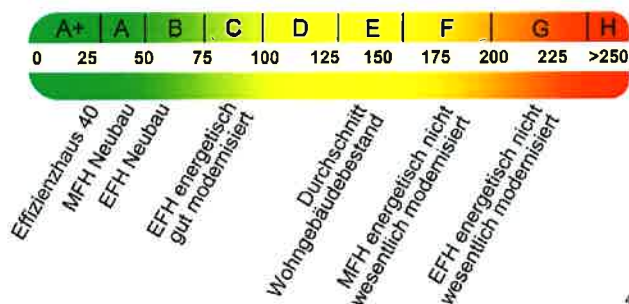 A+ A B C D E F G H
0 25 50 75 100 125 150 175 200 225 >250
Effizienzhaus 40
MFH Neubau
EFH Neubau
EFH energetisch
gut modernisiert
Durchschnitt
Wohngebäudebestand
MFH energetisch nicht
wesentlich modernisiert
EFH energetisch nicht
wesentlich modernisiert